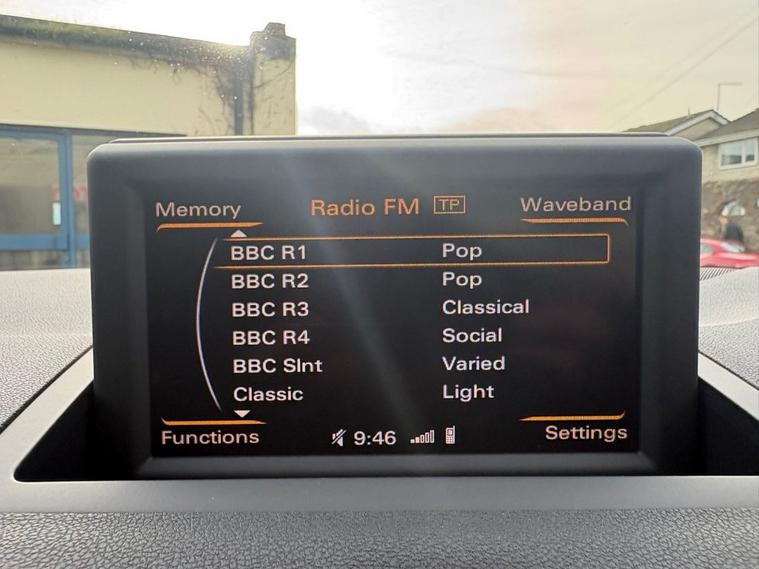 Memory Radio FM TP Waveband
BBC R1 Pop
BBC R2 Pop
BBC R3 Classical
BBC R4 Social
BBC Slnt Varied
Classic Light
Functions 9:46 Settings